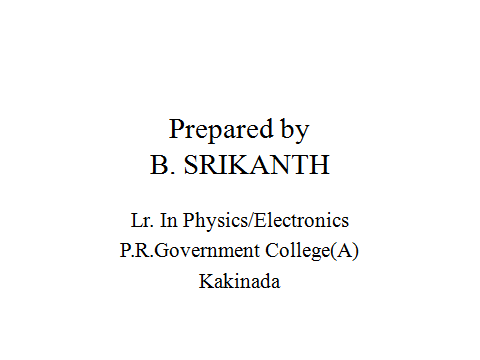 Prepared by
B. SRIKANTH
Lr. In Physics/Electronics
P.R.Government College(A)
Kakinada